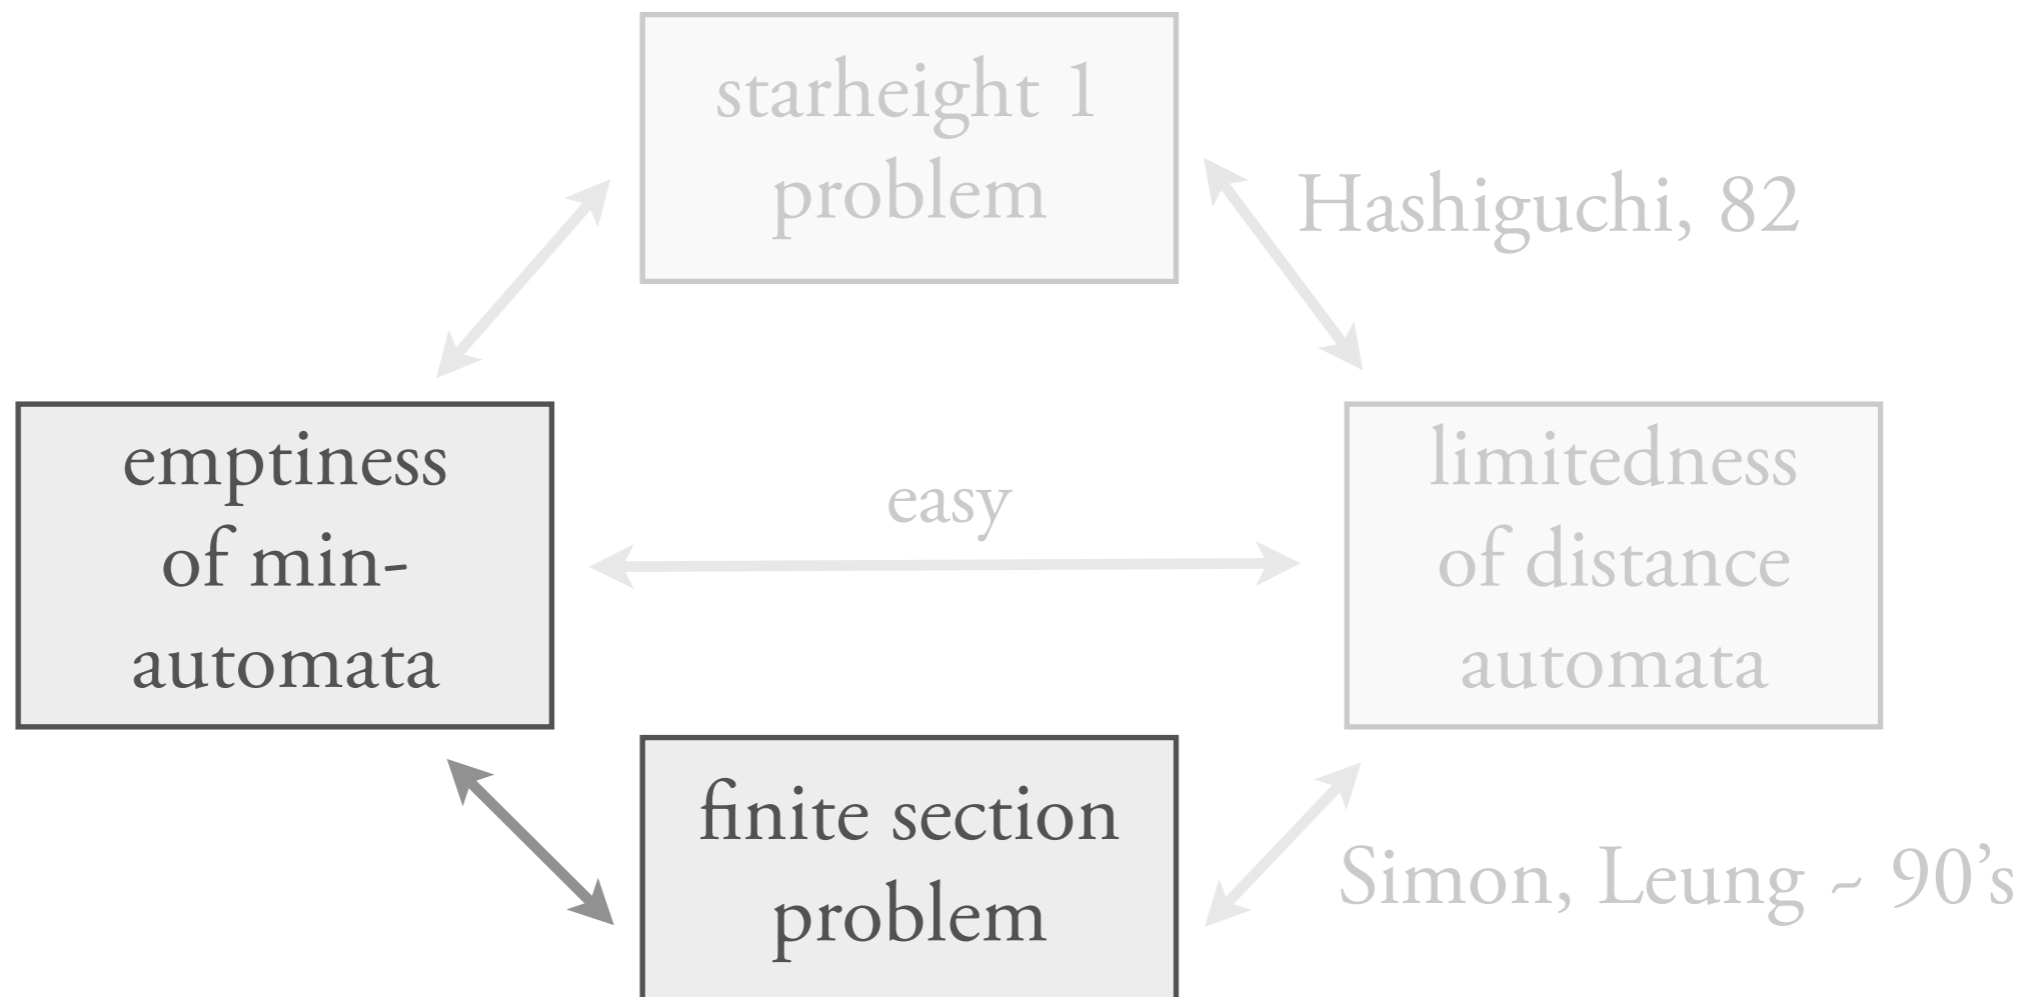 starheight 1
problem
Hashiguchi, 82
emptiness
of min-
automata
easy
limitedness
of distance
automata
finite section
problem
Simon, Leung ~ 90’s